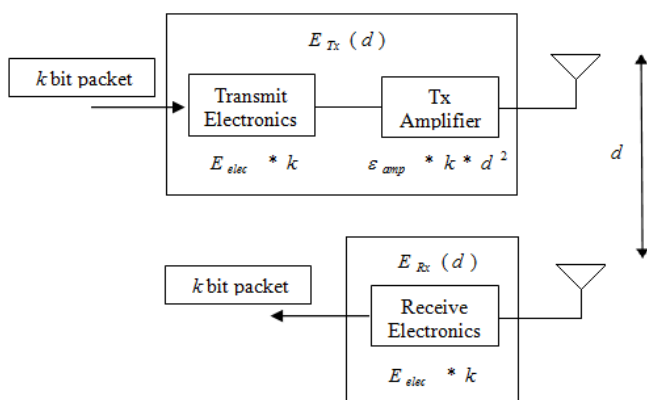 E Tx ( d )
k bit packet
Transmit
Electronics
Tx
Amplifier
E elec * k
ε amp * k * d 2
d
E Rx ( d )
k bit packet
Receive
Electronics
E elec * k